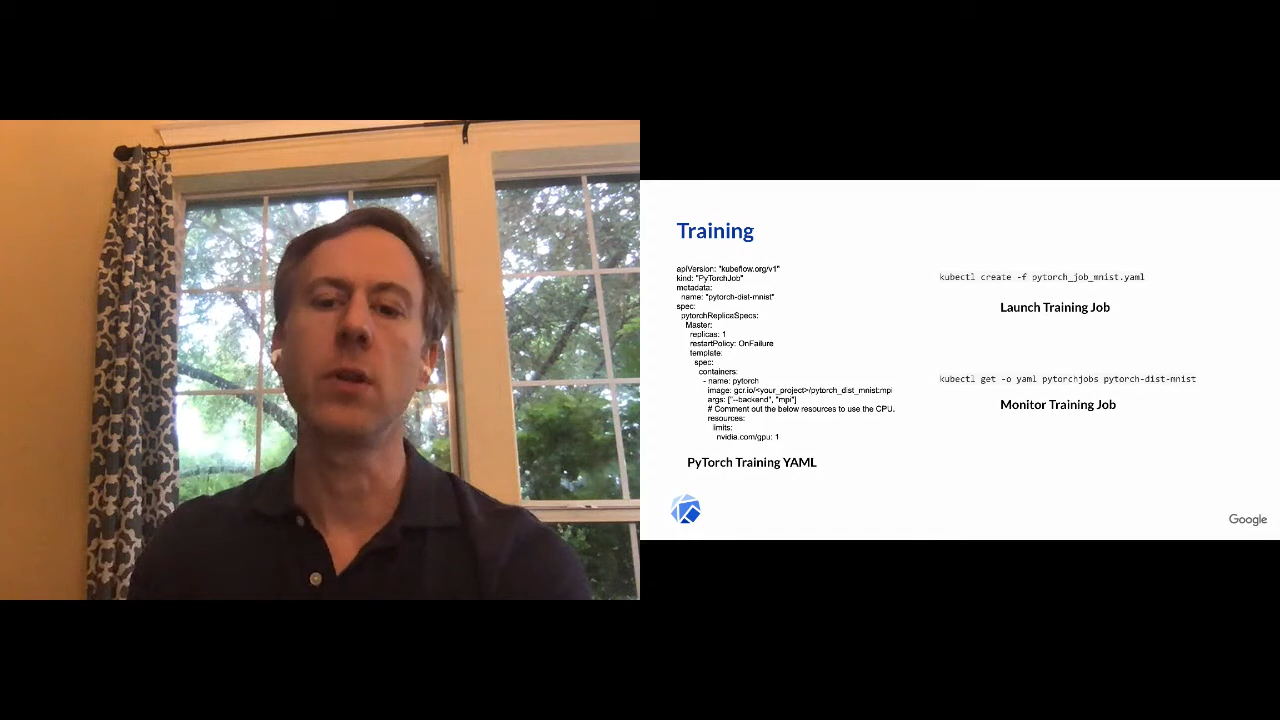 Training
apiVersion: "kubeflow.org/v1"
kind: "PyTorchJob"
metadata:
name: "pytorch-dist-mnist"
spec:
pytorchReplicaSpecs:
Master:
replicas: 1
restartPolicy: OnFailure
template:
spec:
containers:
- name: pytorch
image: gcr.io/<your_project>/pytorch_dist_mnist:mpi
args: ["--backend", "mpi"]
# Comment out the below resources to use the CPU.
resources:
limits:
nvidia.com/gpu: 1
PyTorch Training YAML
kubectl create -f pytorch_job_mnist.yaml
Launch Training Job
kubectl get -o yaml pytorchjobs pytorch-dist-mnist
Monitor Training Job
Google